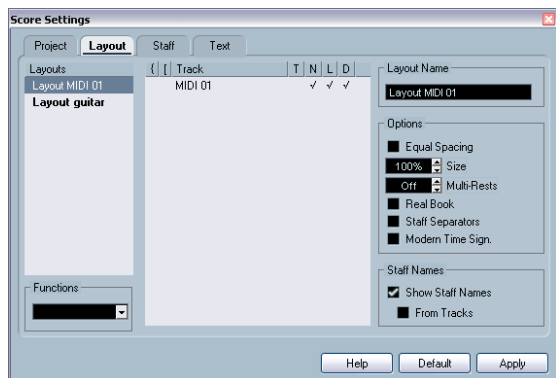 Score Settings
Project Layout Staff Text
Layouts
Layout MIDI 01
Layout guitar
{ [ Track T N L D
MIDI 01 √ √ √
Functions
Layout Name
Layout MIDI 01
Options
Equal Spacing
100% Size
Off Multi-Rests
Real Book
Staff Separators
Modern Time Sign.
Staff Names
Show Staff Names
From Tracks
Help Default Apply